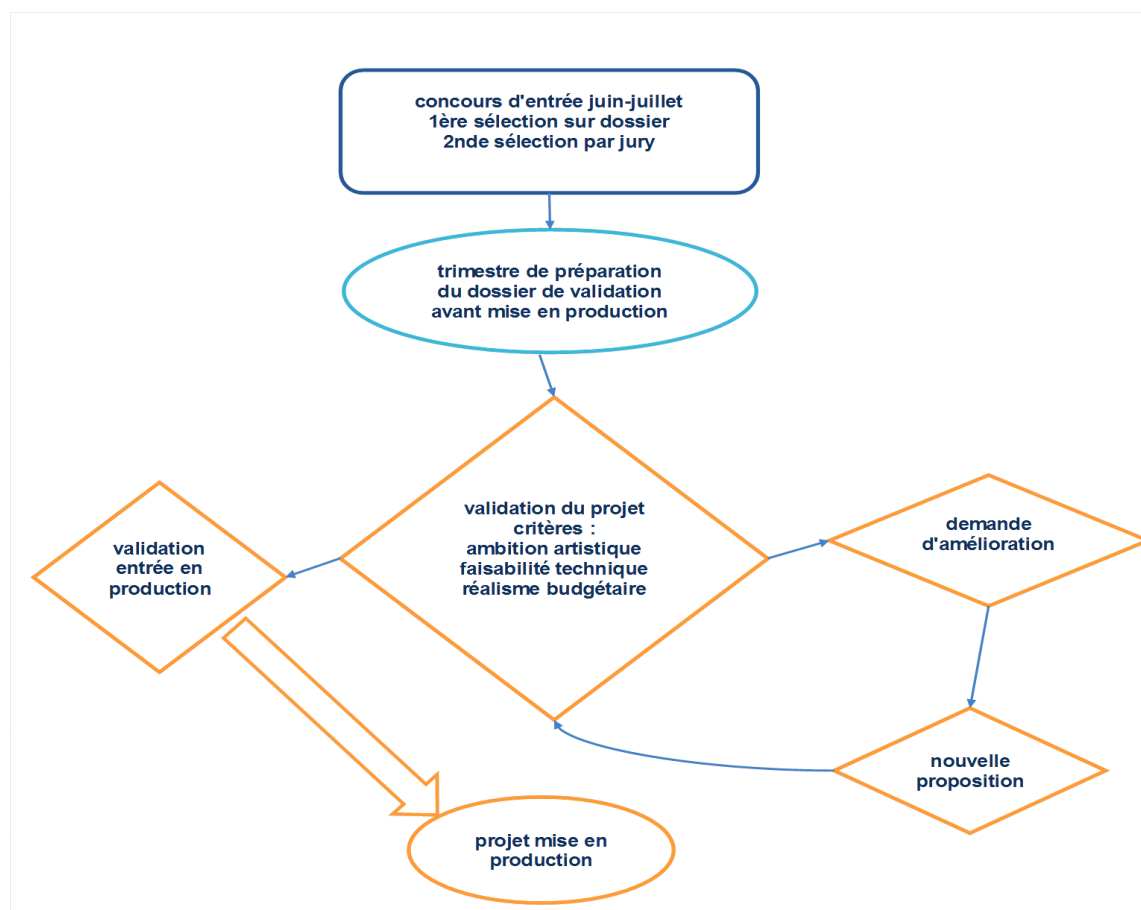 concours d'entrée juin-juillet
1ère sélection sur dossier
2nde sélection par jury
trimestre de préparation
du dossier de validation
avant mise en production
validation du projet
critères :
ambition artistique
faisabilité technique
réalisme budgétaire
validation
entrée en
production
demande
d'amélioration
nouvelle
proposition
projet mise en
production